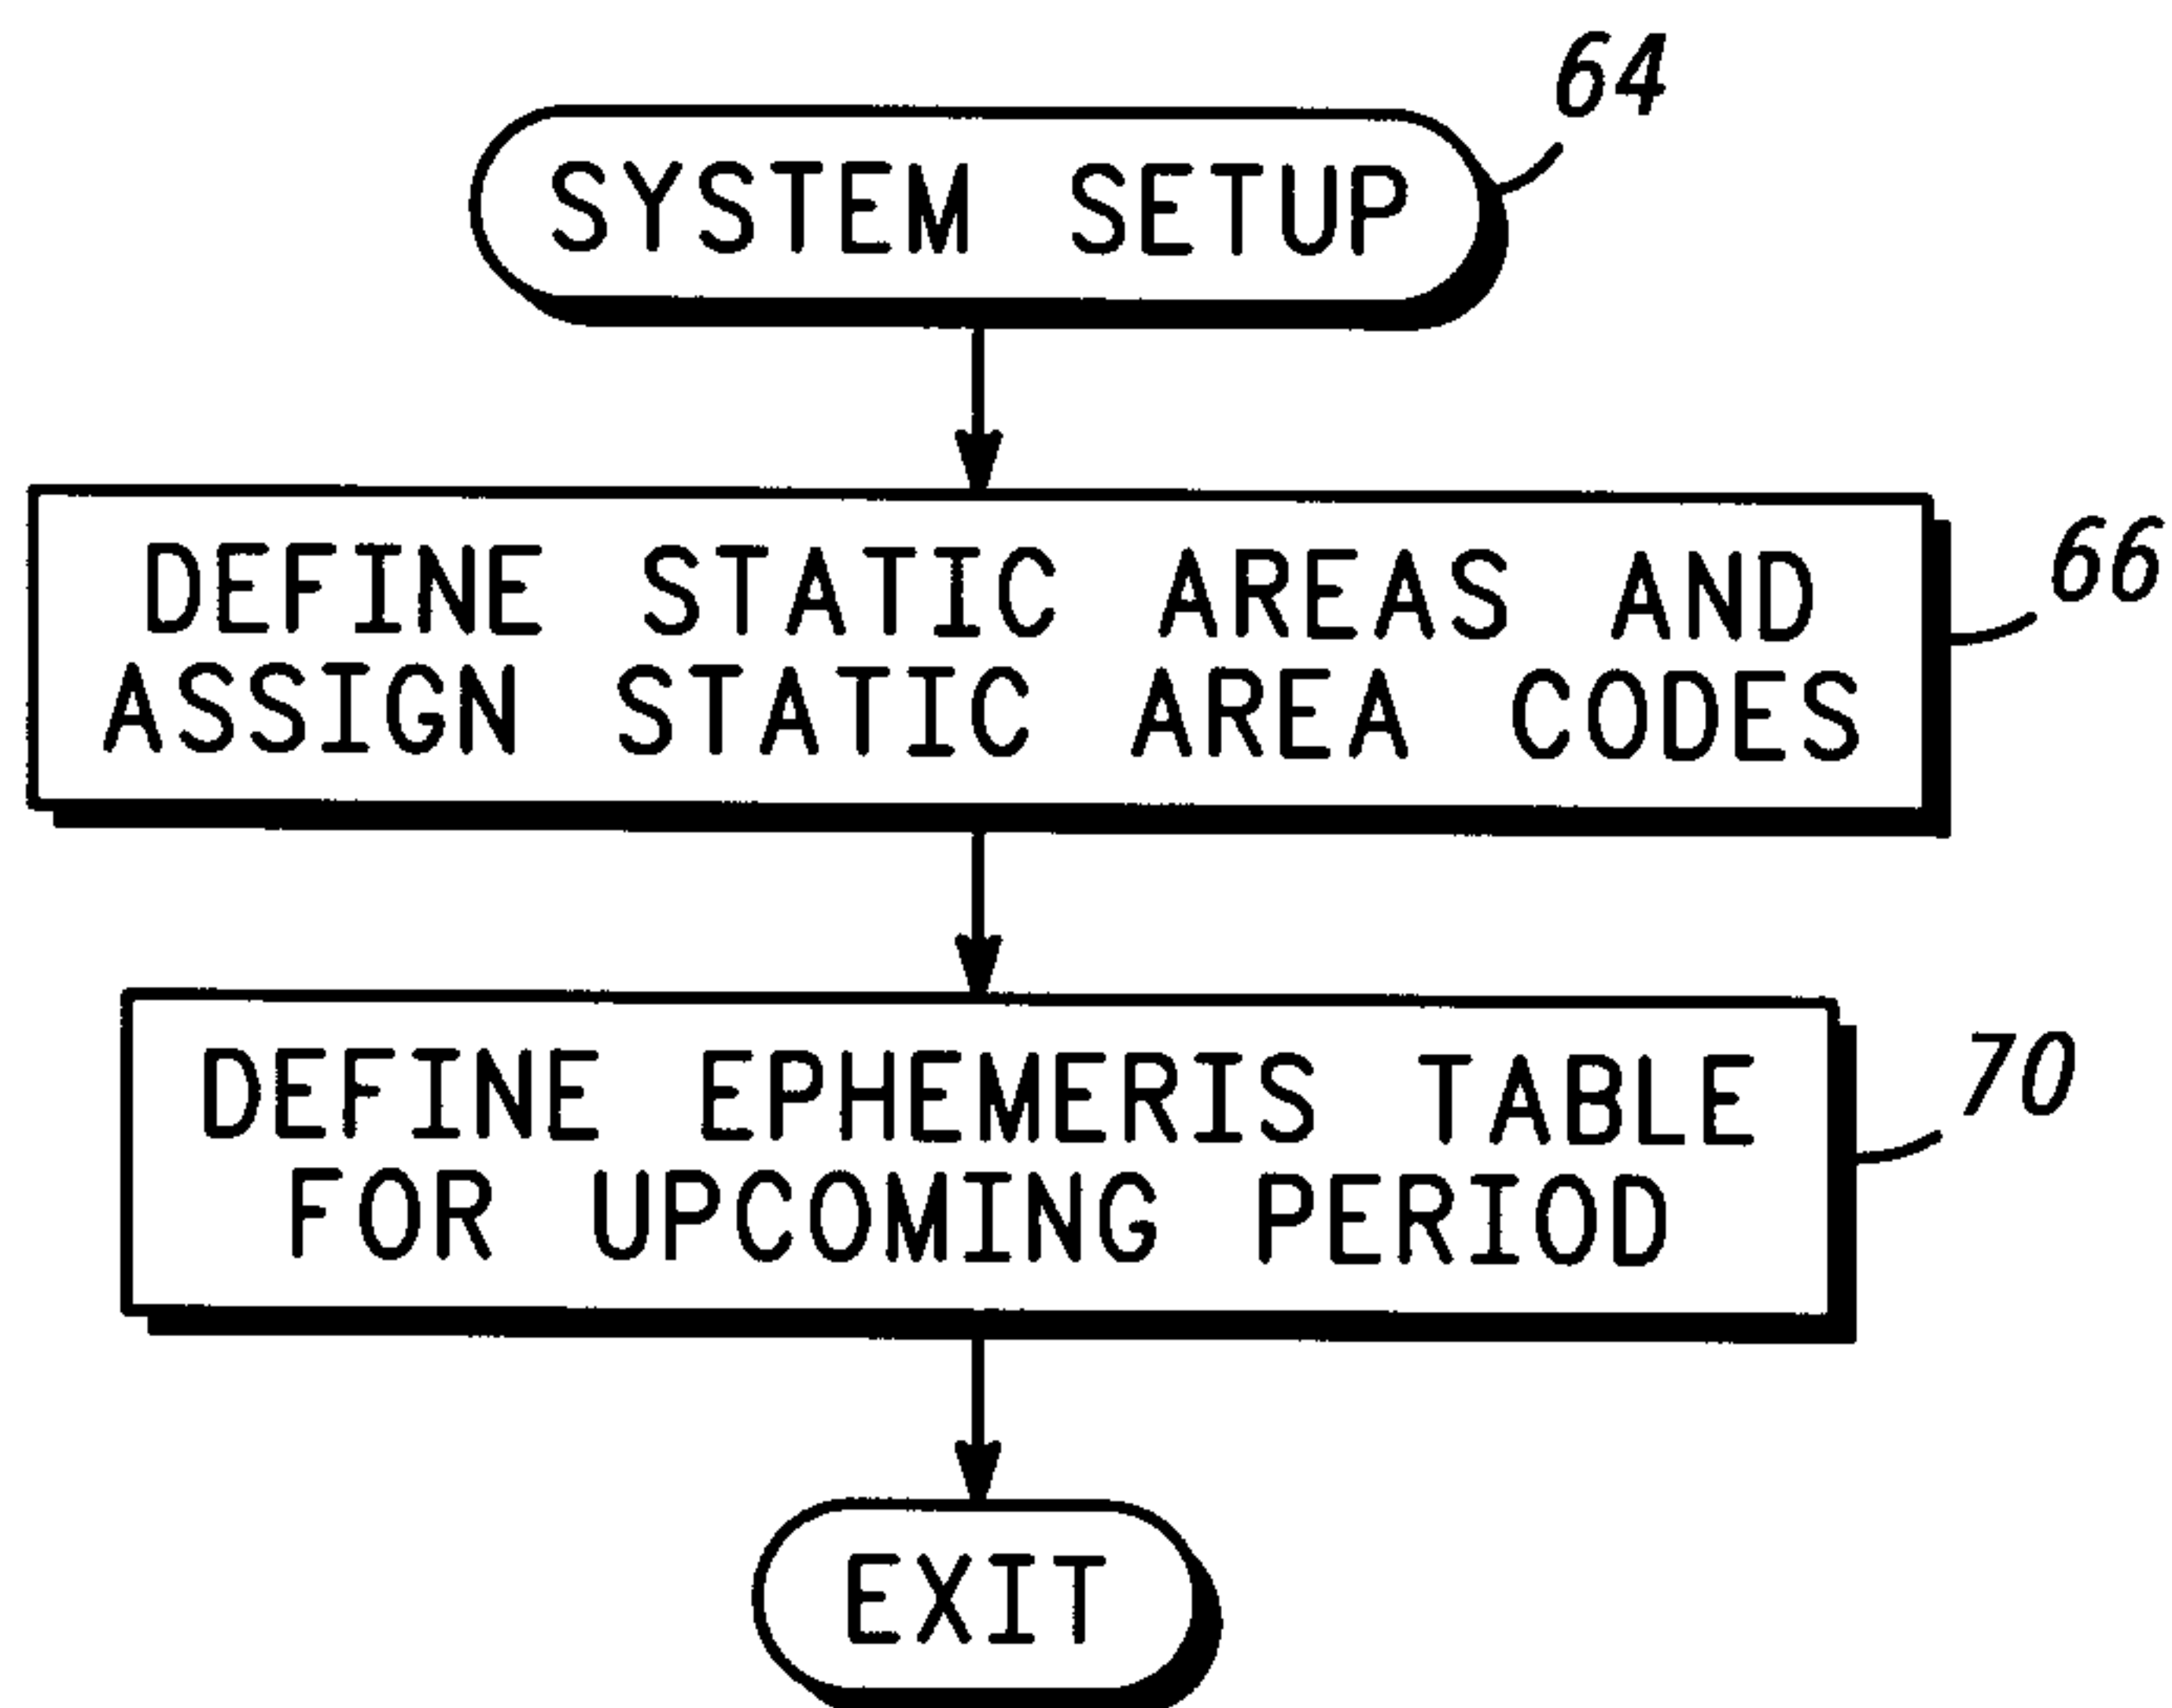 64
SYSTEM SETUP
DEFINE STATIC AREAS AND
ASSIGN STATIC AREA CODES
66
DEFINE EPHEMERIS TABLE
FOR UPCOMING PERIOD
70
EXIT